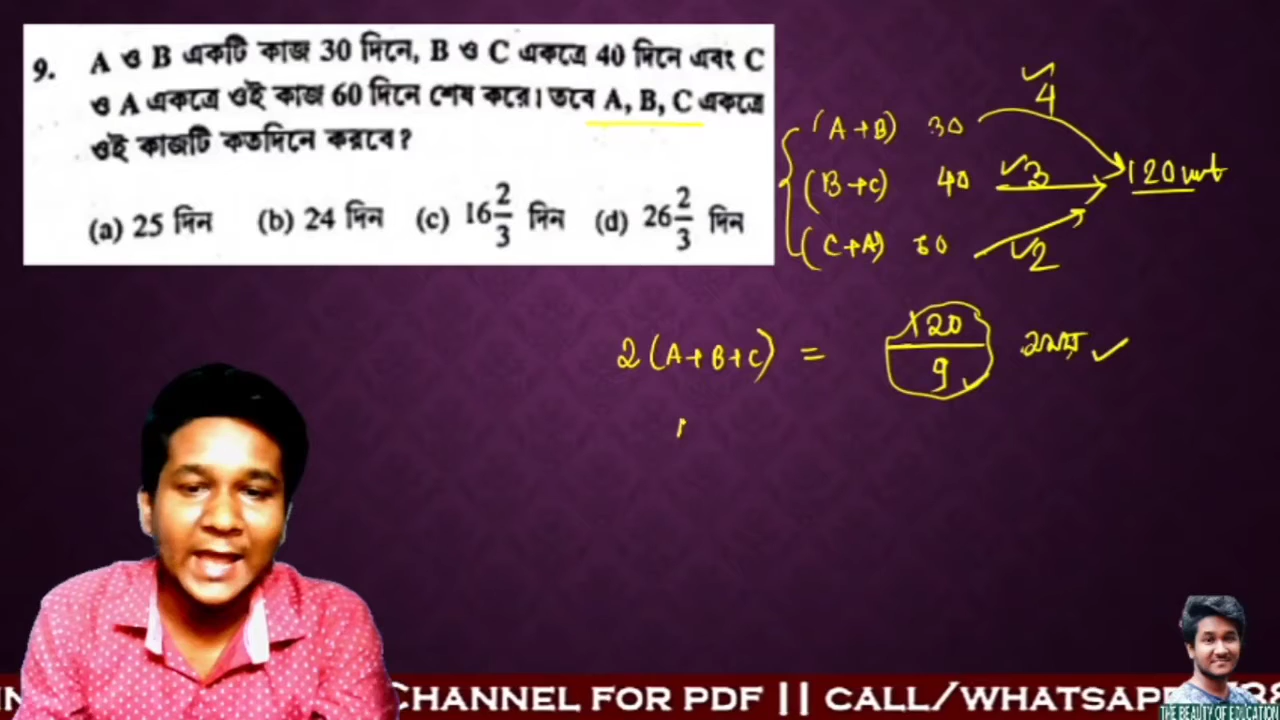 9. A ও B একটি কাজ 30 দিনে, B ও C একত্রে 40 দিনে এবং C
ও A একত্রে ওই কাজ 60 দিনে শেষ করে। তবে A, B, C একত্রে
ওই কাজটি কতদিনে করবে?
(a) 25 দিন (b) 24 দিন (c) 16 2/3 দিন (d) 26 2/3 দিন
4
(A+B) 30
(B+C) 40 3 120 unit
(C+A) 60 2
2(A+B+C) = 120/9 সময়
CHANNEL FOR PDF || CALL/WHATSAPP
THE BEAUTY OF EDUCATION